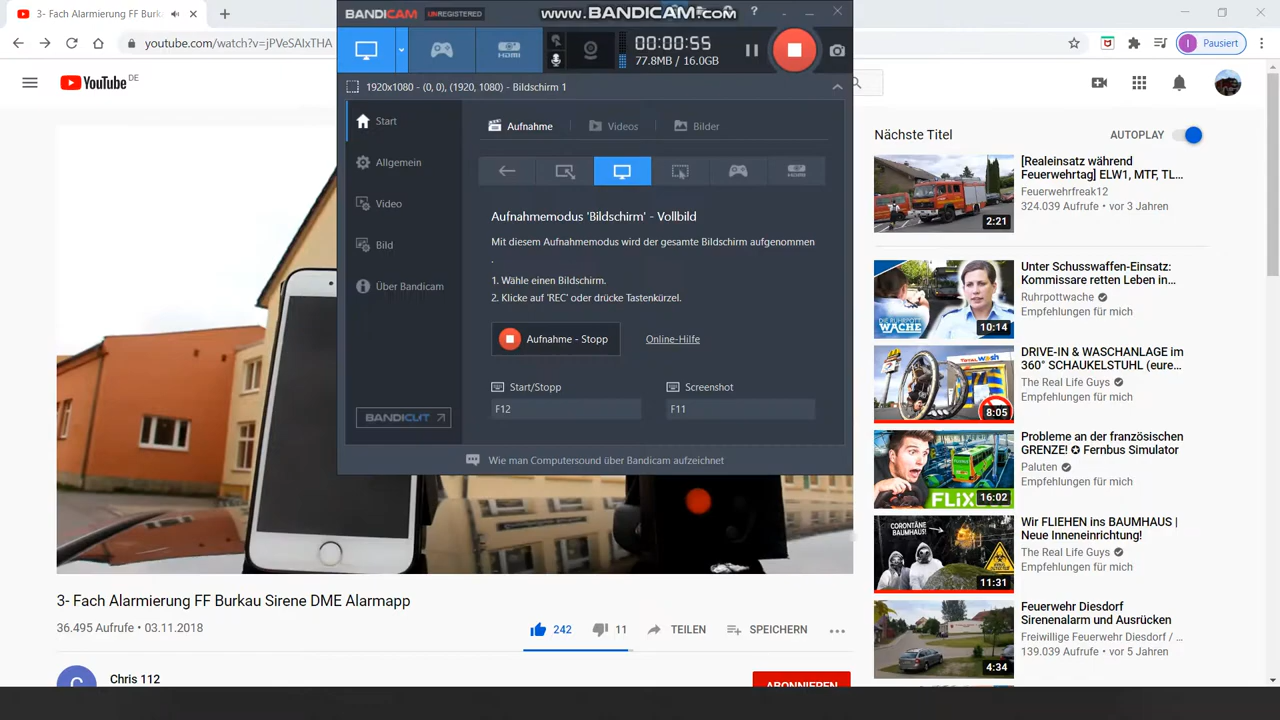 3- Fach Alarmierung FF Burka
youtube.com/watch?v=jPVeSAIxTHA
Pausiert
YouTube DE
BANDICAM UNREGISTERED
www.BANDICAM.com
00:00:55
77.8MB / 16.0GB
HDMI
1920x1080 - (0, 0), (1920, 1080) - Bildschirm 1
Start
Allgemein
Video
Bild
Über Bandicam
BANDICUT
Aufnahme
Videos
Bilder
Aufnahmemodus 'Bildschirm' - Vollbild
Mit diesem Aufnahmemodus wird der gesamte Bildschirm aufgenommen
.
1. Wähle einen Bildschirm.
2. Klicke auf 'REC' oder drücke Tastenkürzel.
Aufnahme - Stopp
Online-Hilfe
Start/Stopp
Screenshot
F12
F11
Wie man Computersound über Bandicam aufzeichnet
3- Fach Alarmierung FF Burkau Sirene DME Alarmapp
36.495 Aufrufe • 03.11.2018
242
11
TEILEN
SPEICHERN
Chris 112
ABONNIEREN
Nächste Titel
AUTOPLAY
[Realeinsatz während
Feuerwehrtag] ELW1, MTF, TL...
Feuerwehrfreak12
324.039 Aufrufe • vor 3 Jahren
2:21
Unter Schusswaffen-Einsatz:
Kommissare retten Leben in...
Ruhrpottwache
Empfehlungen für mich
DIE RUHRPOTT
WACHE
10:14
DRIVE-IN & WASCHANLAGE im
360° SCHAUKELSTUHL (eure...
The Real Life Guys
Empfehlungen für mich
TOTAL wash
8:05
Probleme an der französischen
GRENZE! ✪ Fernbus Simulator
Paluten
Empfehlungen für mich
FLiX
16:02
Wir FLIEHEN ins BAUMHAUS |
Neue Inneneinrichtung!
The Real Life Guys
Empfehlungen für mich
CORONTÄNE
BAUMHAUS!
11:31
Feuerwehr Diesdorf
Sirenenalarm und Ausrücken
Freiwillige Feuerwehr Diesdorf / ...
139.039 Aufrufe • vor 5 Jahren
4:34